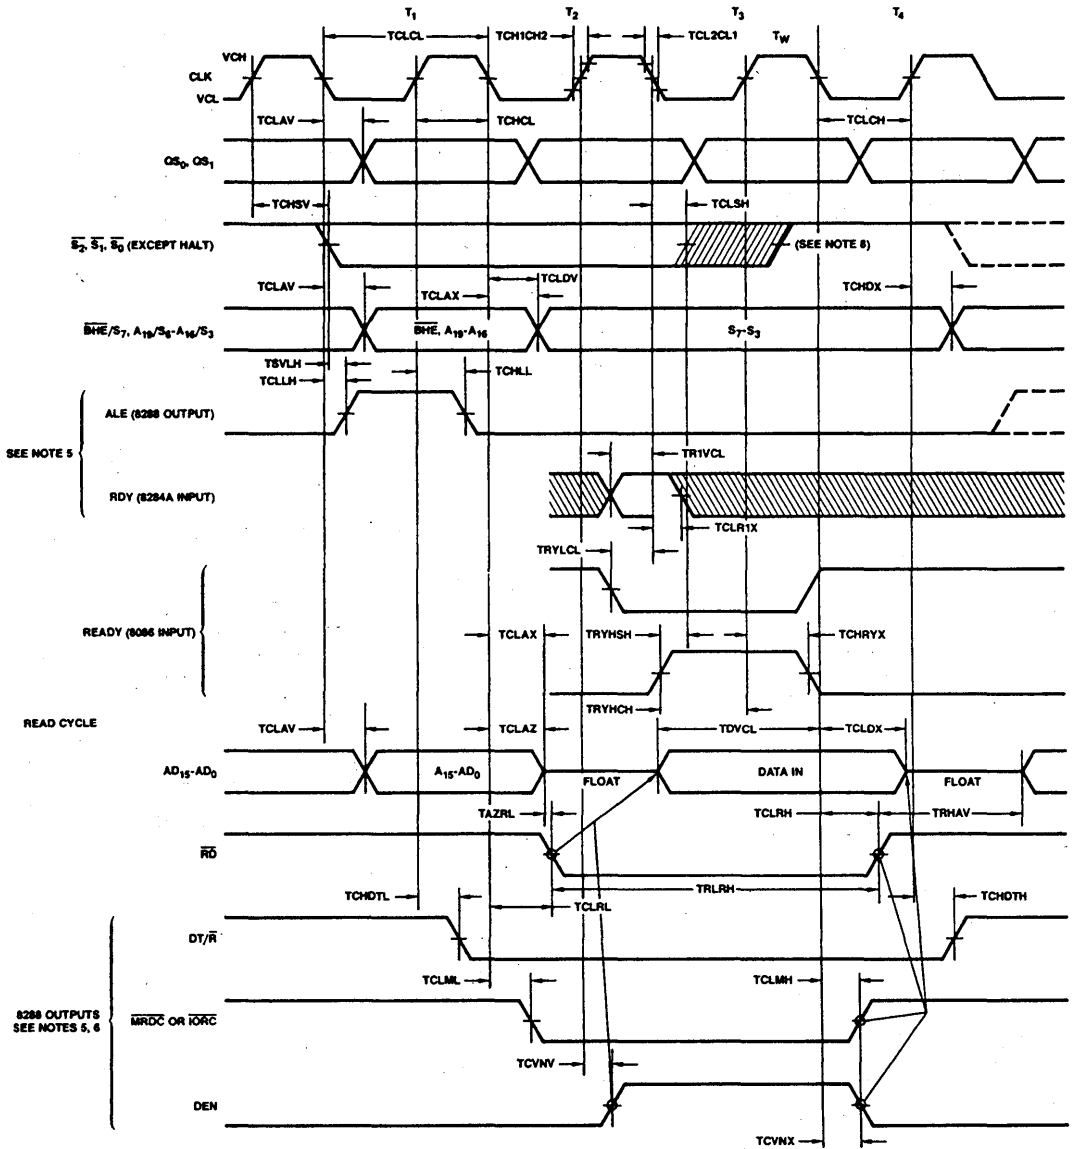 T1 T2 T3 T4
TCLCL TCH1CH2 TCL2CL1 TW
VCH
CLK
VCL
TCLAV TCHCL TCLCH
QS0, QS1
TCHSV TCLSH
S2, S1, S0 (EXCEPT HALT) (SEE NOTE 8)
TCLAV TCLAX TCLDV TCHDX
BHE/S7, A19/S6-A16/S3 BHE, A19-A16 S7-S3
TSVLH
TCLLH TCHLL
ALE (8288 OUTPUT)
SEE NOTE 5
TR1VCL
RDY (8284A INPUT)
TCLR1X
TRYLCL
READY (8086 INPUT)
TCLAX TRYHSH TCHRYX
TRYHCH
READ CYCLE
TCLAV TCLAZ TDVCL TCLDX
AD15-AD0 A15-AD0 FLOAT DATA IN FLOAT
TAZRL TCLRH TRHAV
RD
TRLRH
TCHDTL TCLRL TCHDTH
DT/R
TCLML TCLMH
8288 OUTPUTS
SEE NOTES 5, 6
MRDC OR IORC
TCVNV
DEN
TCVNX